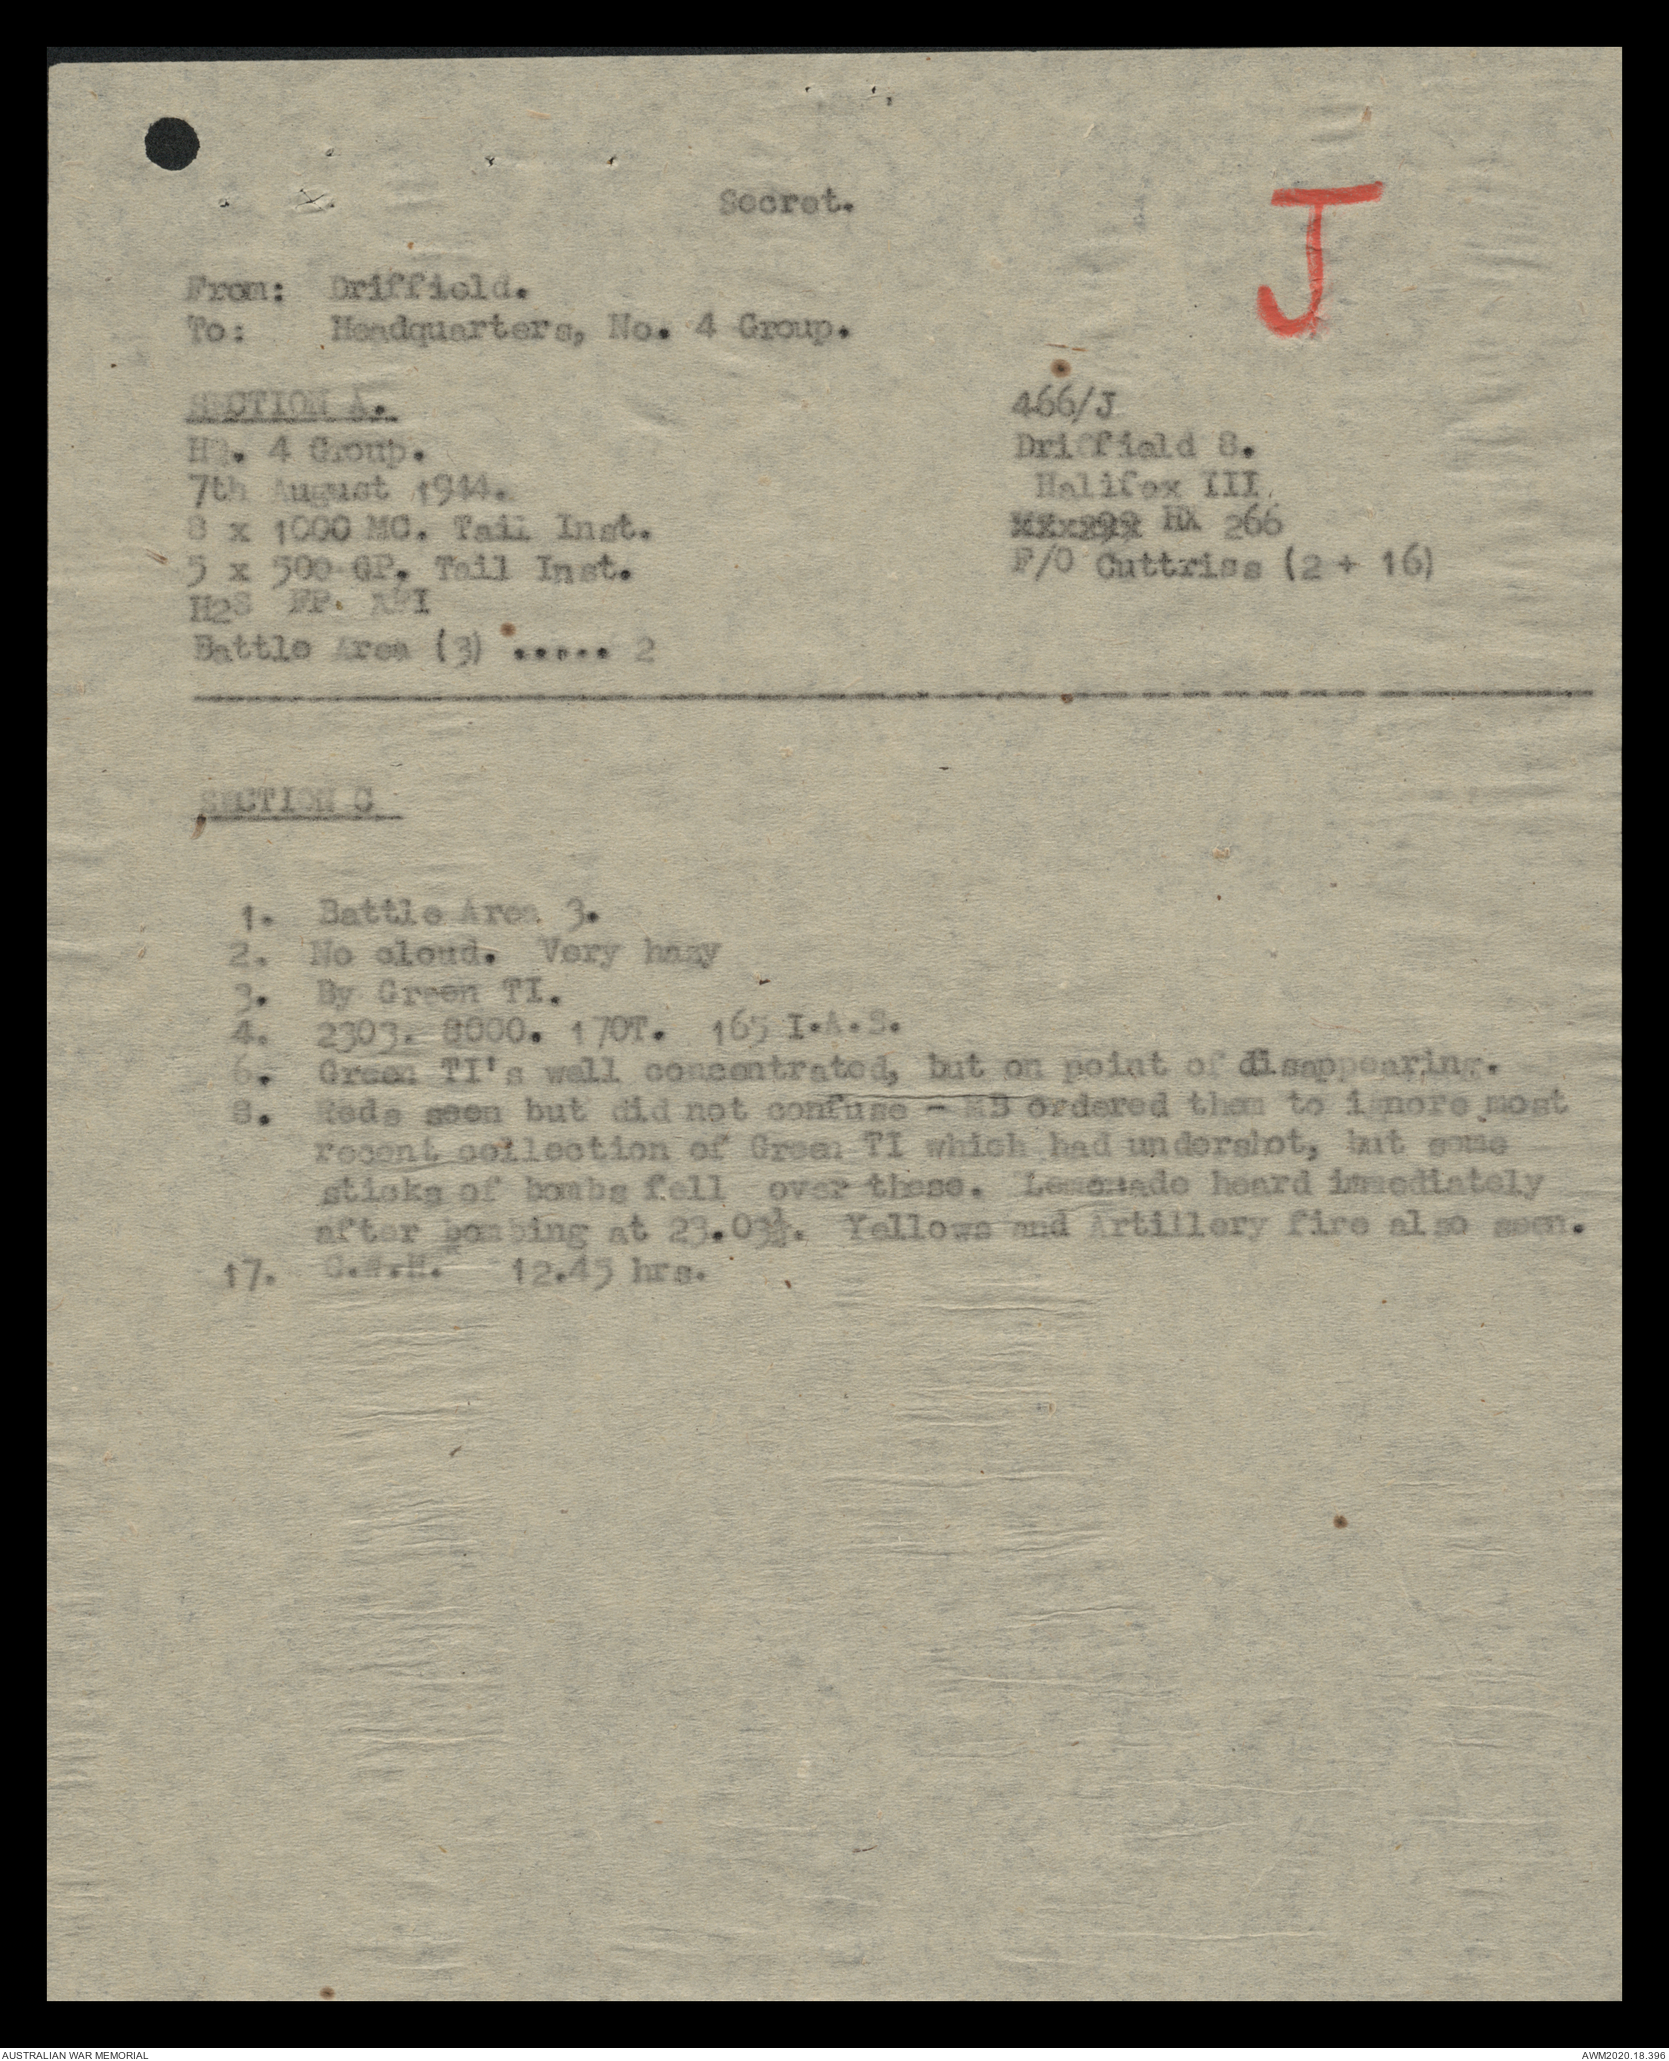 Secret.
J
From: Driffield.
To: Headquarters, No. 4 Group.
SECTION A.
466/J
HQ. 4 Group.
Driffield 8.
7th August 1944.
Halifax III.
8 x 1000 MC. Tail Inst.
HX 266
5 x 500 GP. Tail Inst.
F/O Cuttriss (2 + 16)
H2S FP. API
Battle Area (3) ..... 2
SECTION C
1. Battle Area 3.
2. No cloud. Very hazy
3. By Green TI.
4. 2303. 8000. 170T. 165 I.A.S.
6. Green TI's well concentrated, but on point of disappearing.
8. Reds seen but did not confuse - MB ordered them to ignore most
recent collection of Green TI which had undershot, but some
sticks of bombs fell over these. Lemonade heard immediately
after bombing at 23.03½. Yellows and Artillery fire also seen.
17. 12.45 hrs.
AUSTRALIAN WAR MEMORIAL
AWM2020.18.396